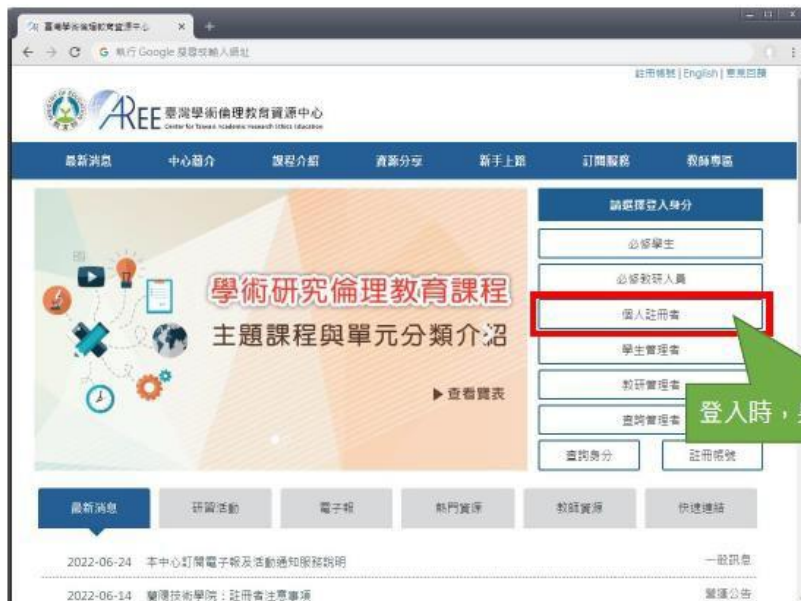 臺灣學術倫理教育資源中心
執行 Google 搜尋或輸入網址
註冊帳號 | English | 意見回饋
AREE 臺灣學術倫理教育資源中心
Center for Taiwan Academic Research Ethics Education
最新消息 中心簡介 課程介紹 資源分享 新手上路 訂閱服務 教師專區
請選擇登入身分
必修學生
必修教研人員
個人註冊者
學生管理者
教研管理者
查詢管理者
查詢身分 註冊帳號
學術研究倫理教育課程
主題課程與單元分類介紹
▶查看覽表
登入時,
最新消息 研習活動 電子報 熱門資源 教師資源 快速連結
2022-06-24 本中心訂閱電子報及活動通知服務說明 一般訊息
2022-06-14 蘭陽技術學院:註冊者注意事項 營運公告